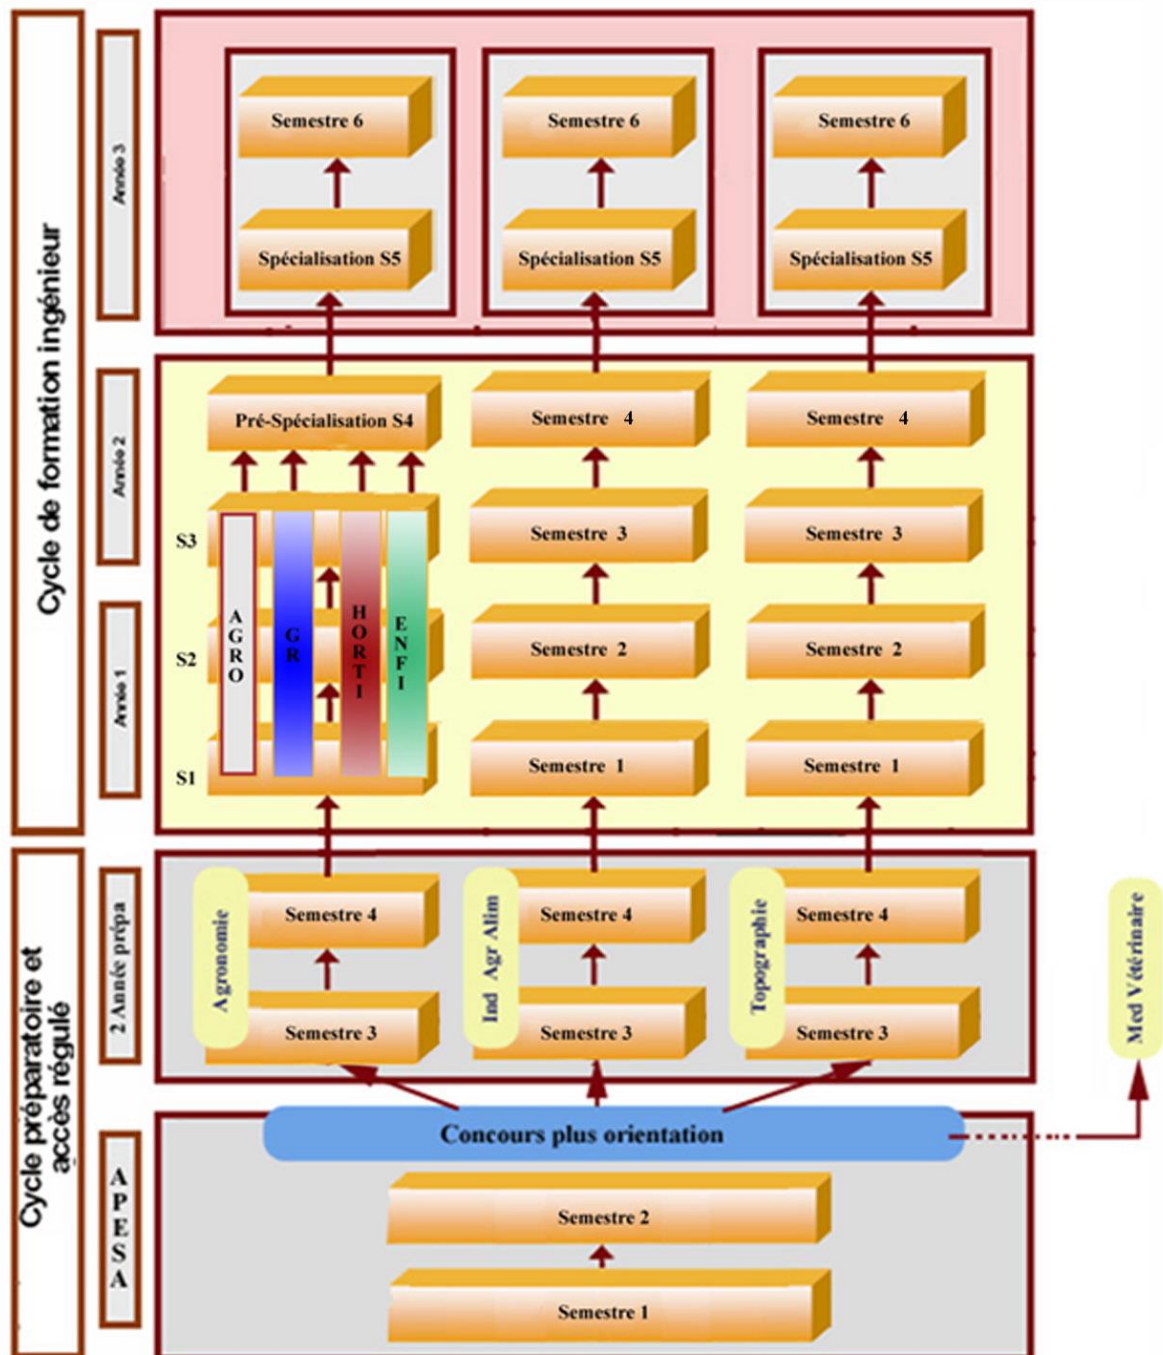 Cycle de formation ingénieur
Année 3
Semestre 6
Semestre 6
Semestre 6
Spécialisation S5
Spécialisation S5
Spécialisation S5
Année 2
Pré-Spécialisation S4
Semestre 4
Semestre 4
S3
Semestre 3
Semestre 3
AGRO
GR
HORTI
ENFI
Année 1
S2
Semestre 2
Semestre 2
S1
Semestre 1
Semestre 1
Cycle préparatoire et
accès régulé
2 Année prépa
Agronomie
Semestre 4
Ind Agr Alim
Semestre 4
Topographie
Semestre 4
Med Vétérinaire
Semestre 3
Semestre 3
Semestre 3
Concours plus orientation
APESA
Semestre 2
Semestre 1